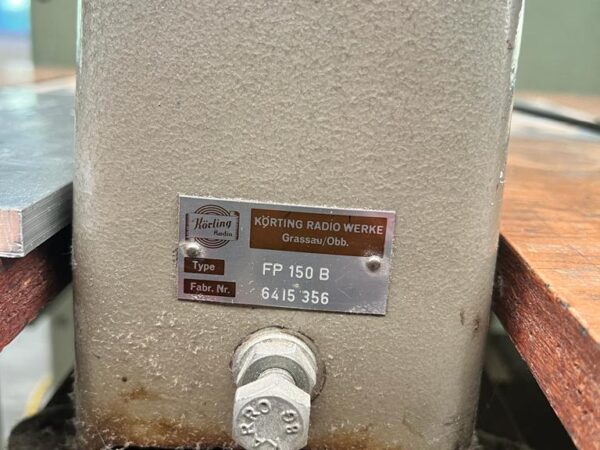 Körting
Radio
KÖRTING RADIO WERKE
Grassau/Obb.
Type FP 150 B
Fabr. Nr. 6415 356